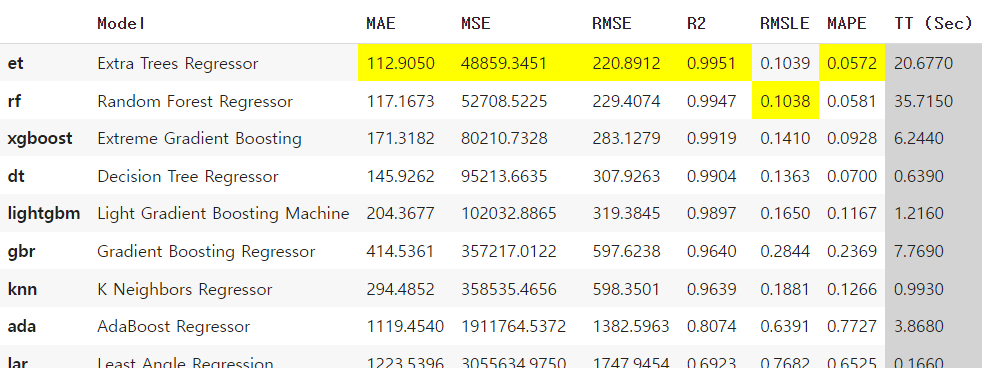 Model MAE MSE RMSE R2 RMSLE MAPE TT (Sec)
et Extra Trees Regressor 112.9050 48859.3451 220.8912 0.9951 0.1039 0.0572 20.6770
rf Random Forest Regressor 117.1673 52708.5225 229.4074 0.9947 0.1038 0.0581 35.7150
xgboost Extreme Gradient Boosting 171.3182 80210.7328 283.1279 0.9919 0.1410 0.0928 6.2440
dt Decision Tree Regressor 145.9262 95213.6635 307.9263 0.9904 0.1363 0.0700 0.6390
lightgbm Light Gradient Boosting Machine 204.3677 102032.8865 319.3845 0.9897 0.1650 0.1167 1.2160
gbr Gradient Boosting Regressor 414.5361 357217.0122 597.6238 0.9640 0.2844 0.2369 7.7690
knn K Neighbors Regressor 294.4852 358535.4656 598.3501 0.9639 0.1881 0.1266 0.9930
ada AdaBoost Regressor 1119.4540 1911764.5372 1382.5963 0.8074 0.6391 0.7727 3.8680
lar Least Angle Regression 1223.5396 3055634.9750 1747.9454 0.6923 0.7682 0.6525 0.1660